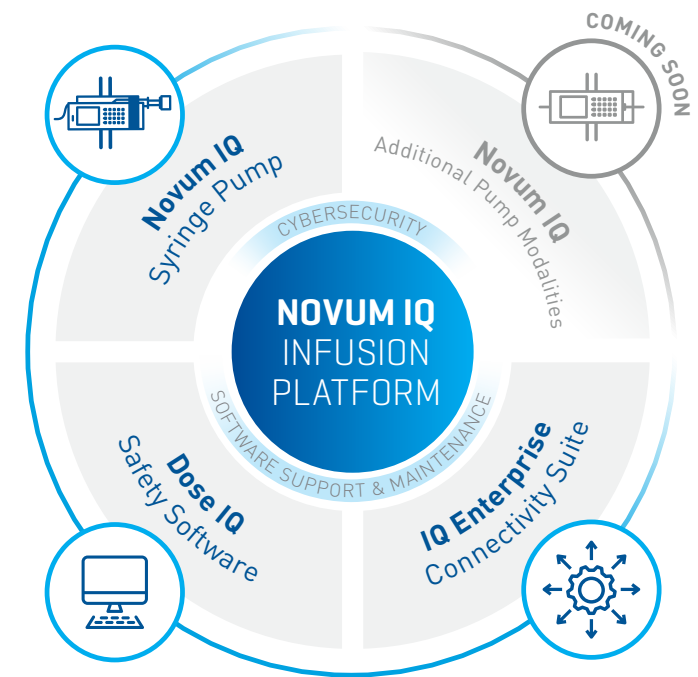 COMING SOON
Novum IQ
Syringe Pump
Novum IQ
Additional Pump Modalities
CYBERSECURITY
NOVUM IQ
INFUSION
PLATFORM
SOFTWARE SUPPORT & MAINTENANCE
Dose IQ
Safety Software
IQ Enterprise
Connectivity Suite